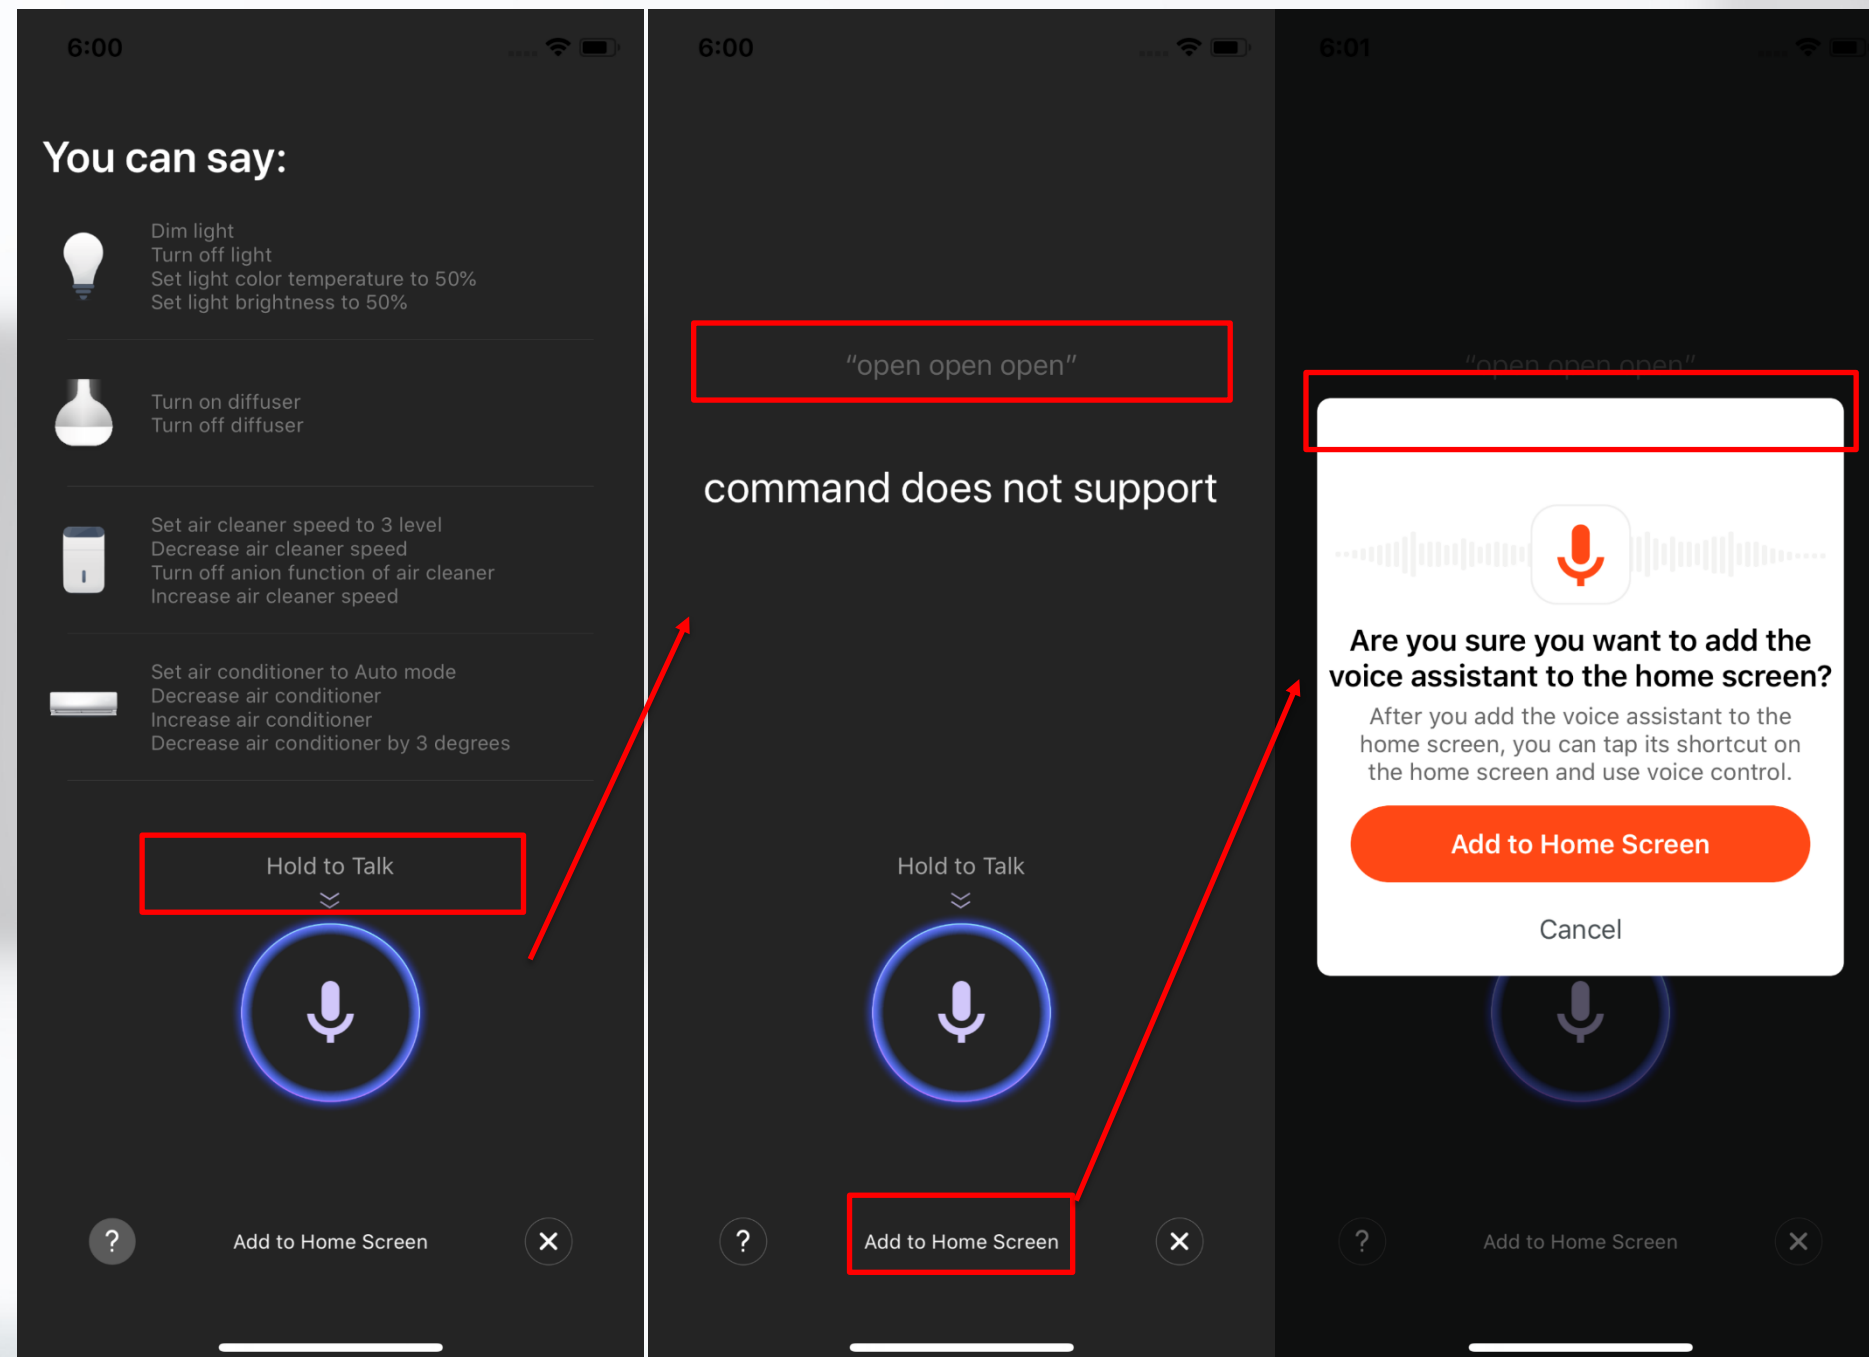 6:00
You can say:
Dim light
Turn off light
Set light color temperature to 50%
Set light brightness to 50%
Turn on diffuser
Turn off diffuser
Set air cleaner speed to 3 level
Decrease air cleaner speed
Turn off anion function of air cleaner
Increase air cleaner speed
Set air conditioner to Auto mode
Decrease air conditioner
Increase air conditioner
Decrease air conditioner by 3 degrees
Hold to Talk
?
Add to Home Screen
6:00
“open open open”
command does not support
Hold to Talk
?
Add to Home Screen
6:01
“open open open”
Are you sure you want to add the
voice assistant to the home screen?
After you add the voice assistant to the
home screen, you can tap its shortcut on
the home screen and use voice control.
Add to Home Screen
Cancel
?
Add to Home Screen